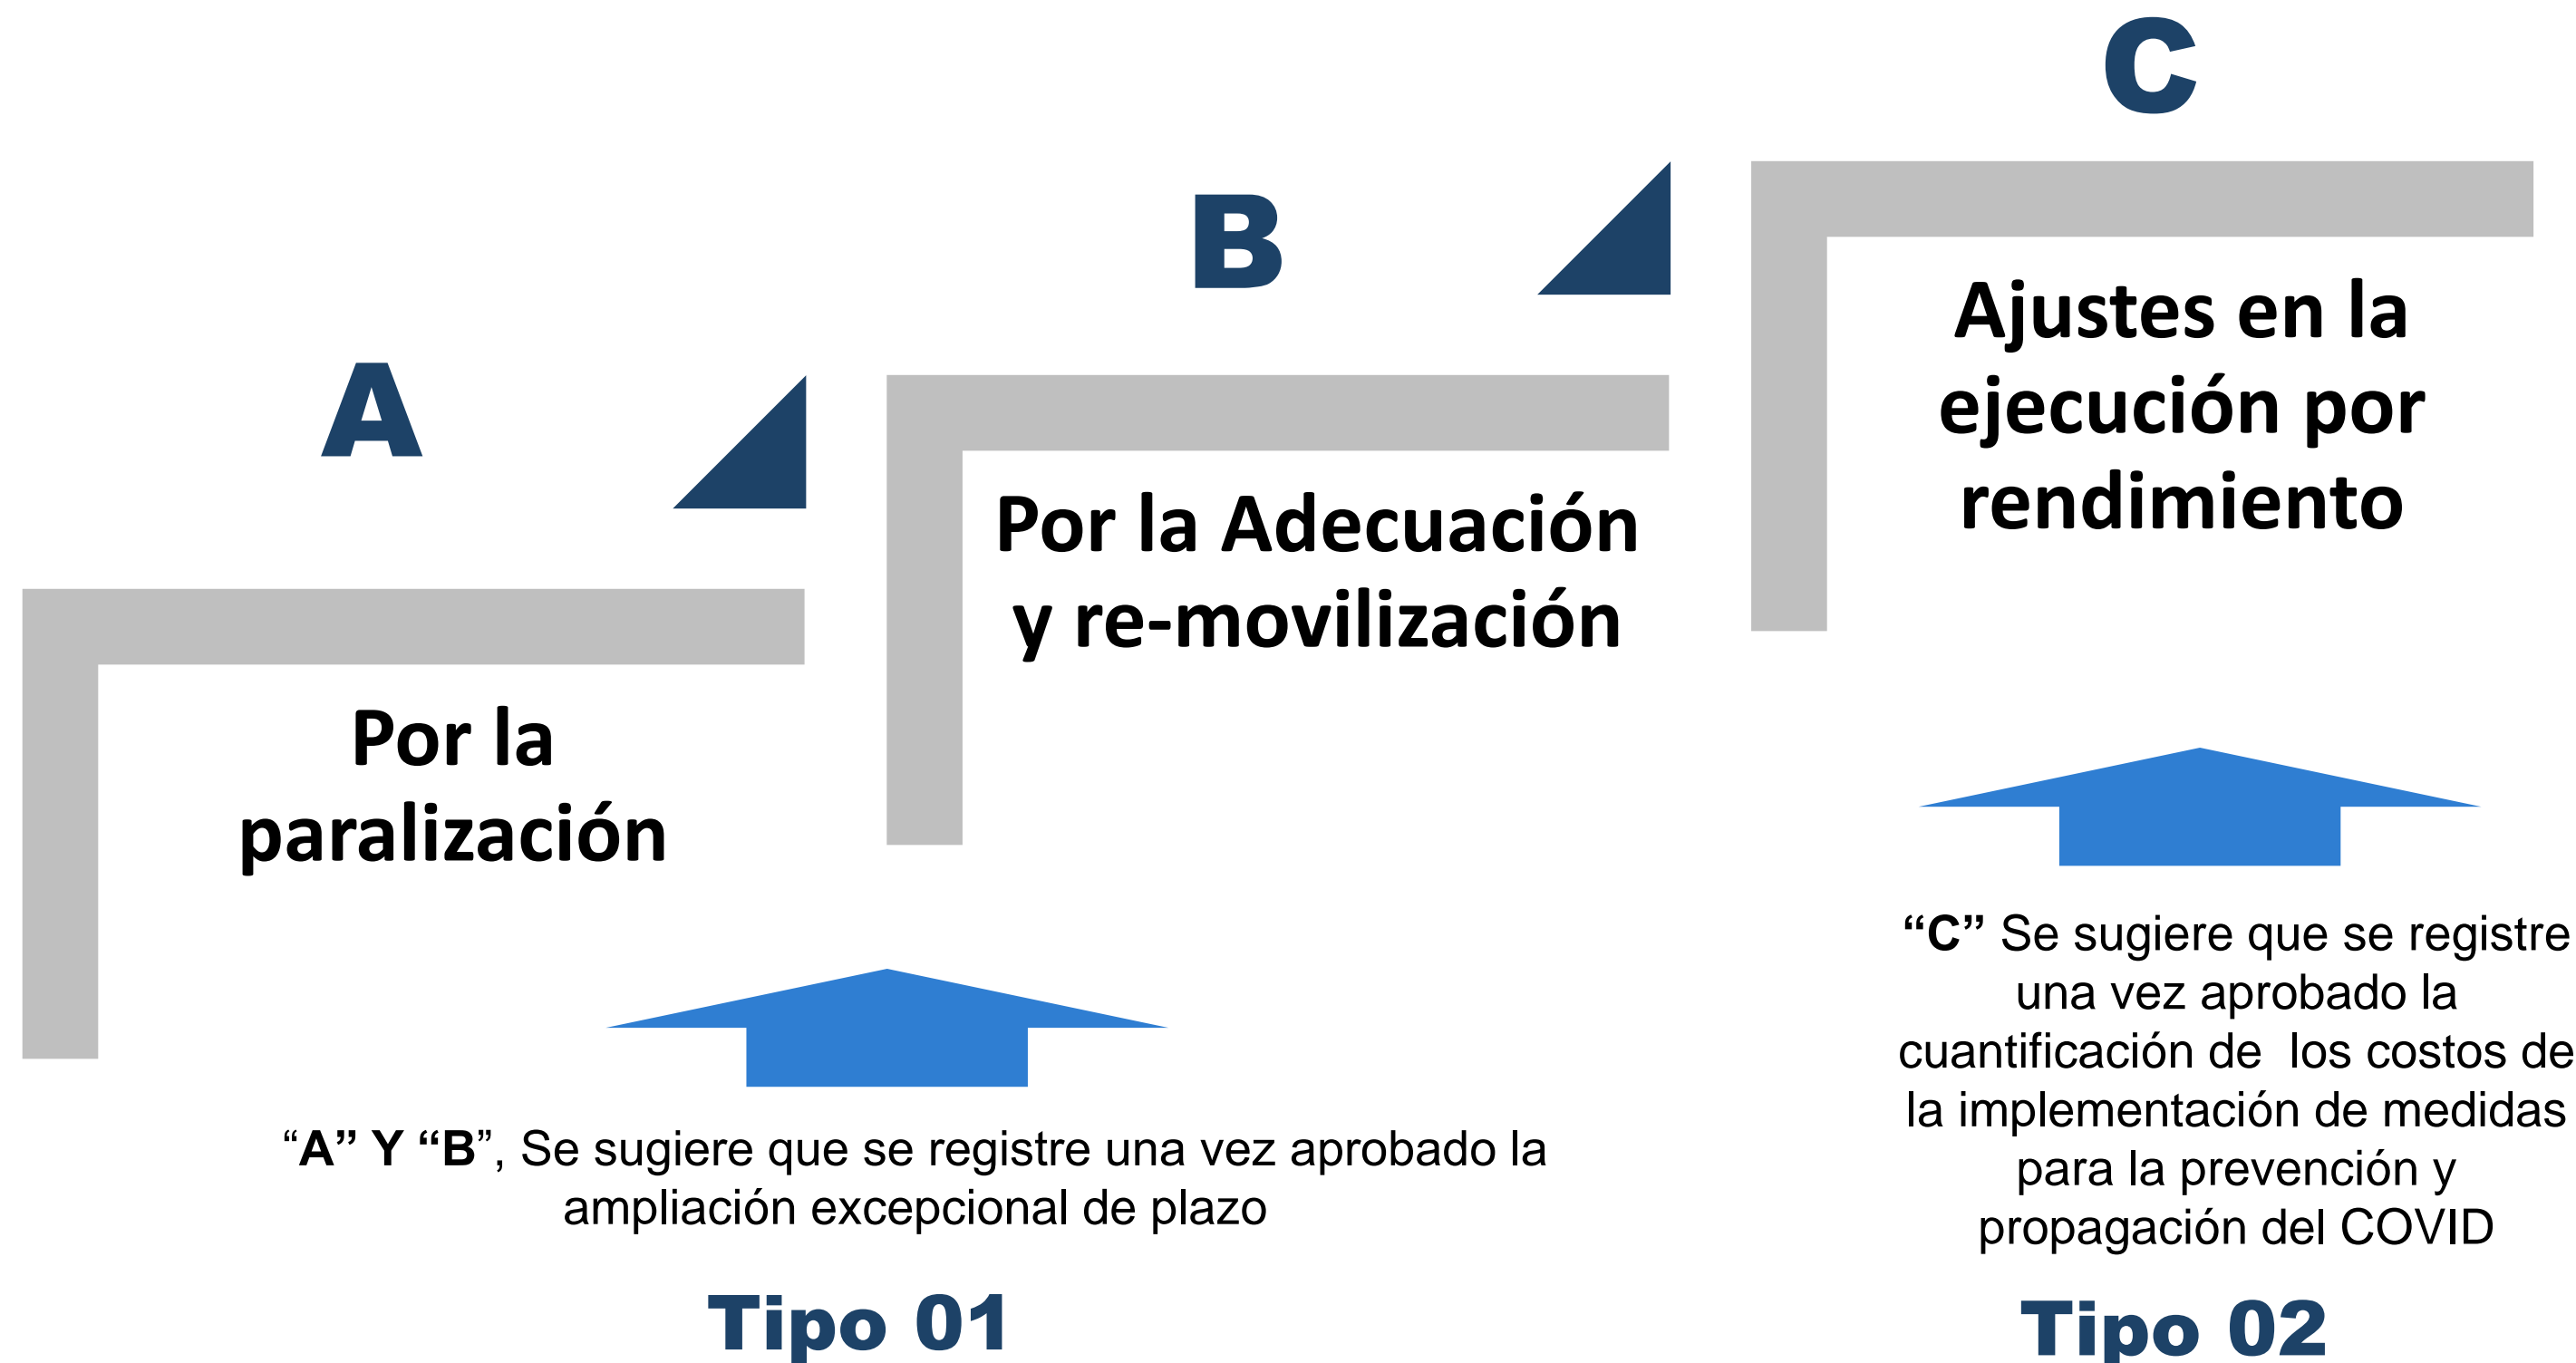 A
Por la
paralización
B
Por la Adecuación
y re-movilización
C
Ajustes en la
ejecución por
rendimiento
“A” Y “B”, Se sugiere que se registre una vez aprobado la
ampliación excepcional de plazo
Tipo 01
“C” Se sugiere que se registre
una vez aprobado la
cuantificación de  los costos de
la implementación de medidas
para la prevención y
propagación del COVID
Tipo 02